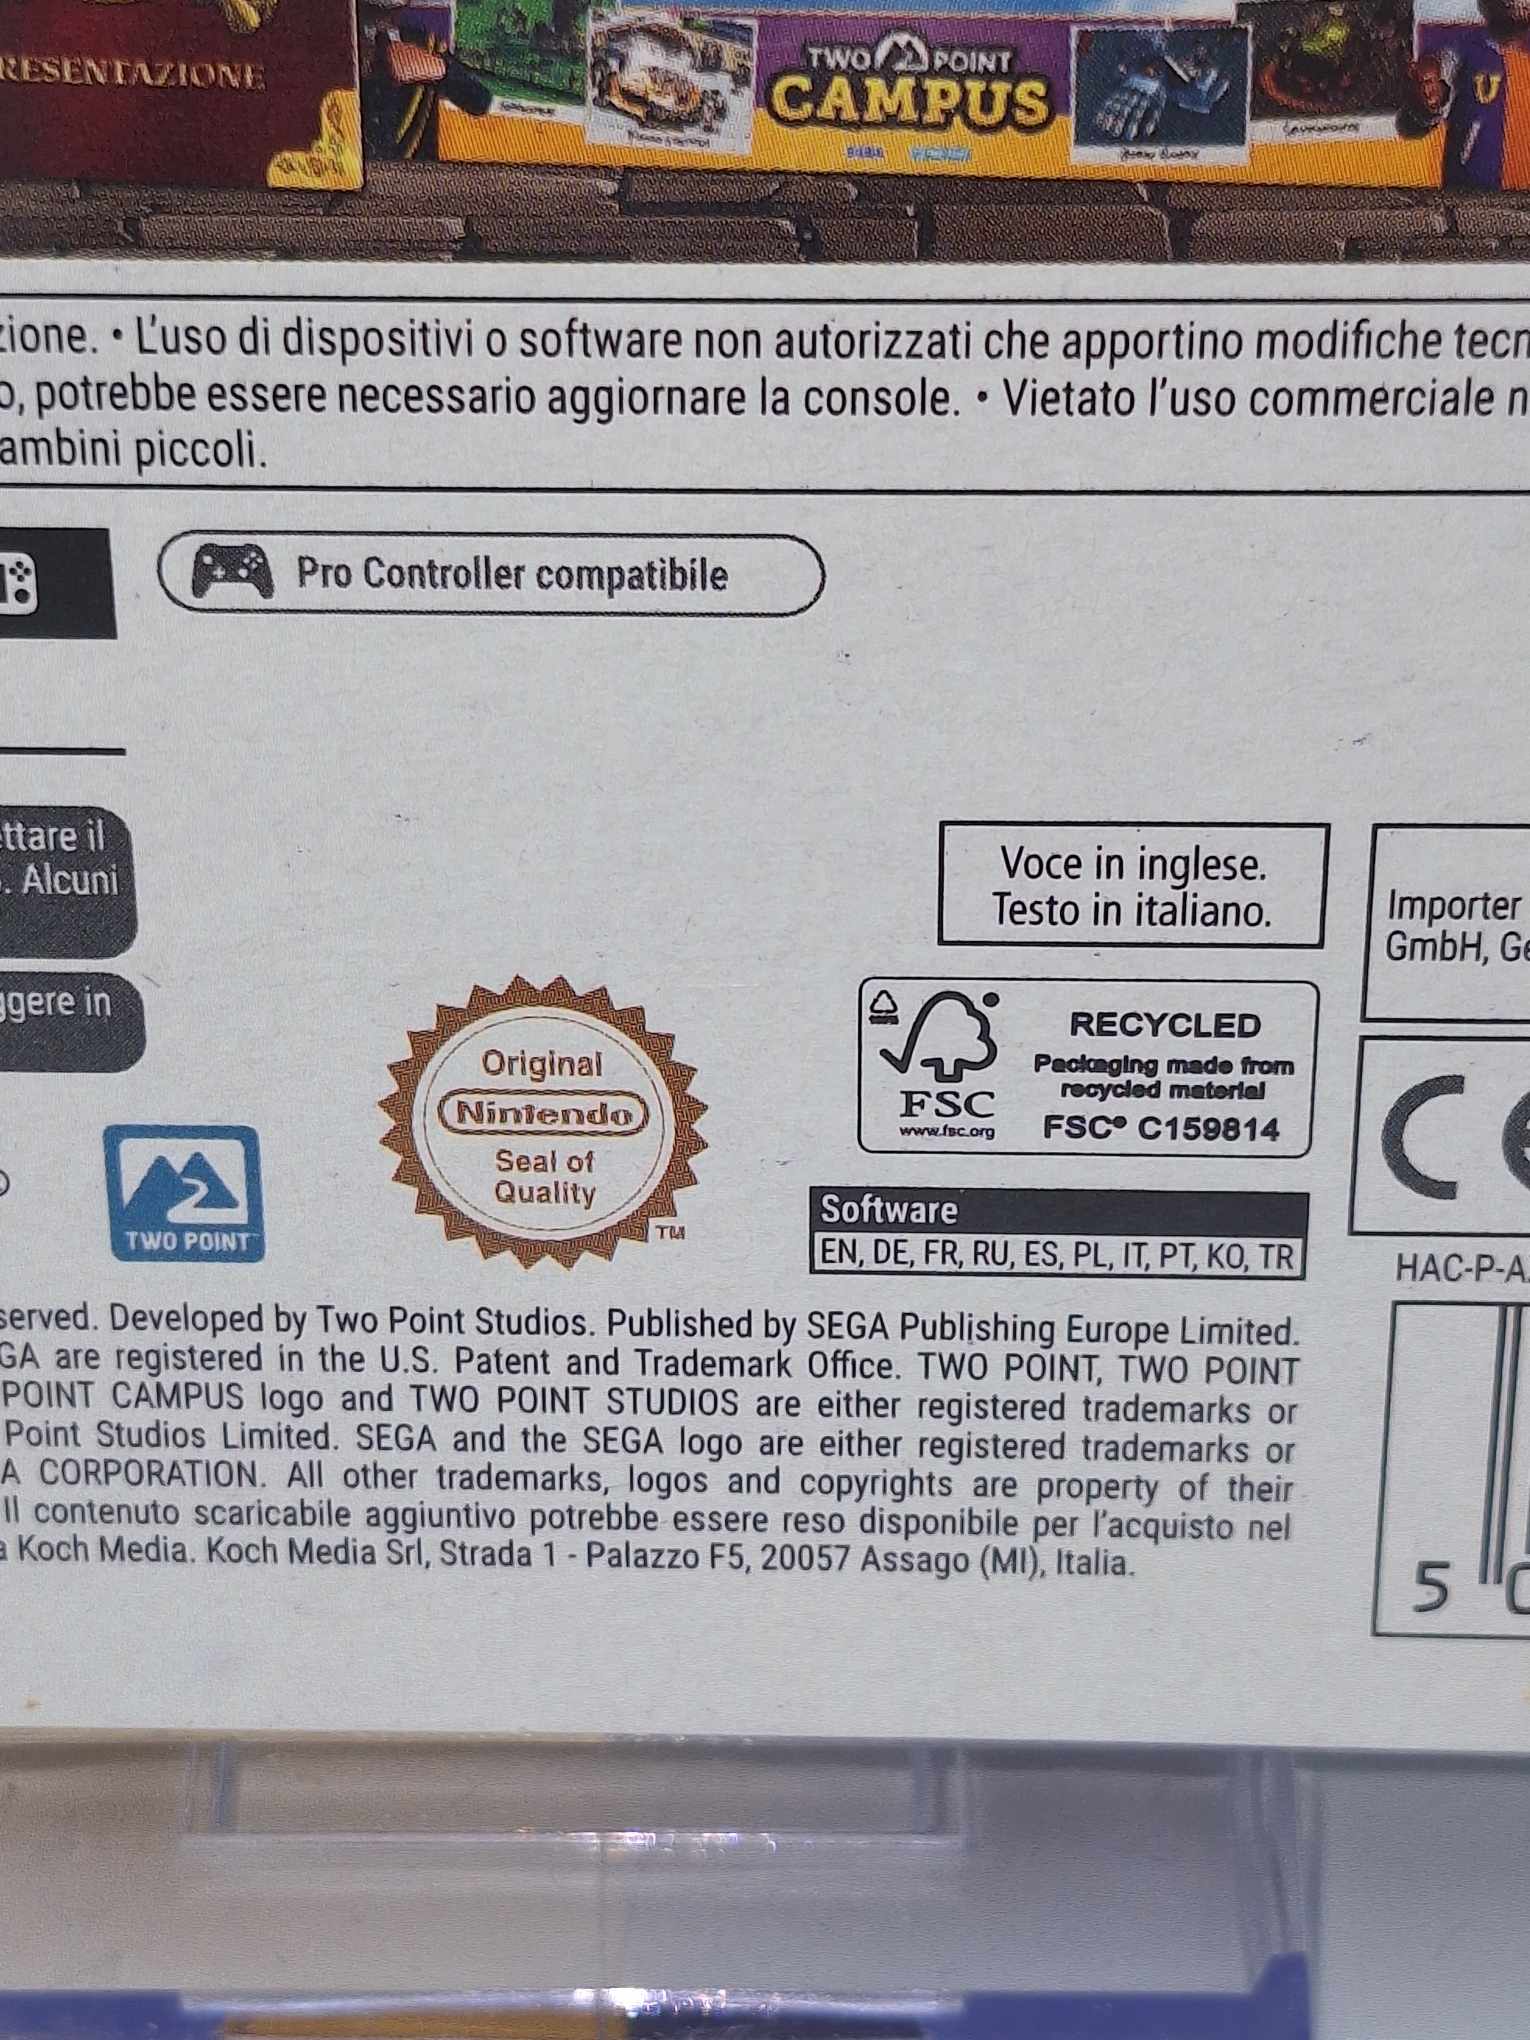 RESENTAZIONE
TWO POINT
CAMPUS
zione. • L'uso di dispositivi o software non autorizzati che apportino modifiche tecn
o, potrebbe essere necessario aggiornare la console. • Vietato l'uso commerciale n
ambini piccoli.
Pro Controller compatibile
ttare il
. Alcuni
ggere in
Voce in inglese.
Testo in italiano.
Importer
GmbH, Ge
Original
Nintendo
Seal of
Quality
TM
FSC
www.fsc.org
RECYCLED
Packaging made from
recycled material
FSC® C159814
CE
TWO POINT
Software
EN, DE, FR, RU, ES, PL, IT, PT, KO, TR
HAC-P-A
served. Developed by Two Point Studios. Published by SEGA Publishing Europe Limited.
GA are registered in the U.S. Patent and Trademark Office. TWO POINT, TWO POINT
POINT CAMPUS logo and TWO POINT STUDIOS are either registered trademarks or
Point Studios Limited. SEGA and the SEGA logo are either registered trademarks or
A CORPORATION. All other trademarks, logos and copyrights are property of their
Il contenuto scaricabile aggiuntivo potrebbe essere reso disponibile per l'acquisto nel
a Koch Media. Koch Media Srl, Strada 1 - Palazzo F5, 20057 Assago (MI), Italia.
5 0